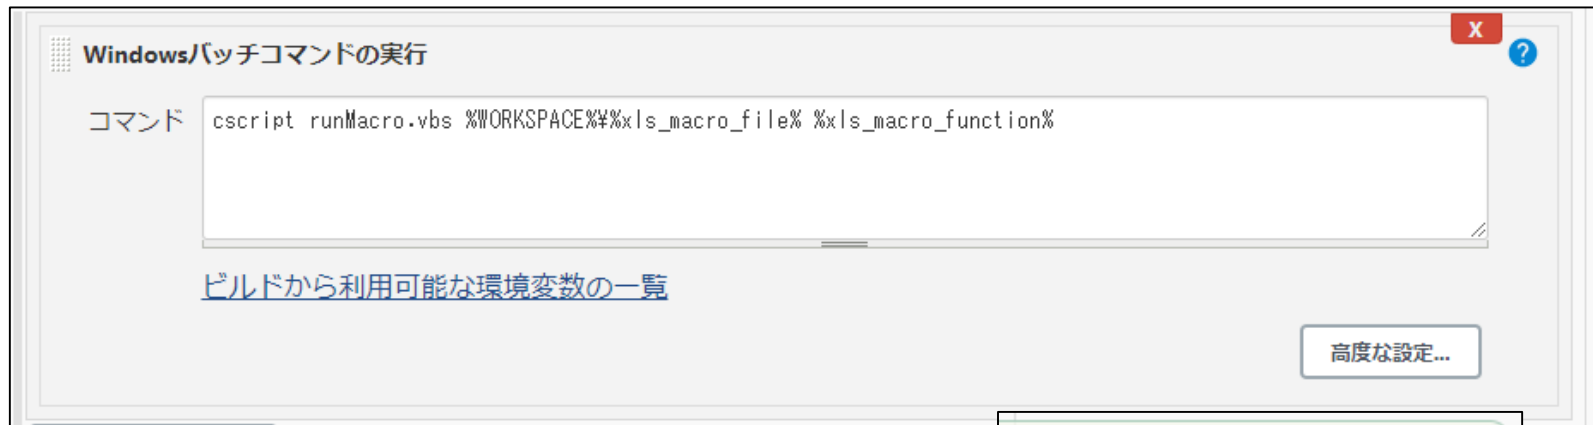 X
Windowsバッチコマンドの実行
?
コマンド
cscript runMacro.vbs %WORKSPACE%¥%xls_macro_file% %xls_macro_function%
ビルドから利用可能な環境変数の一覧
高度な設定...